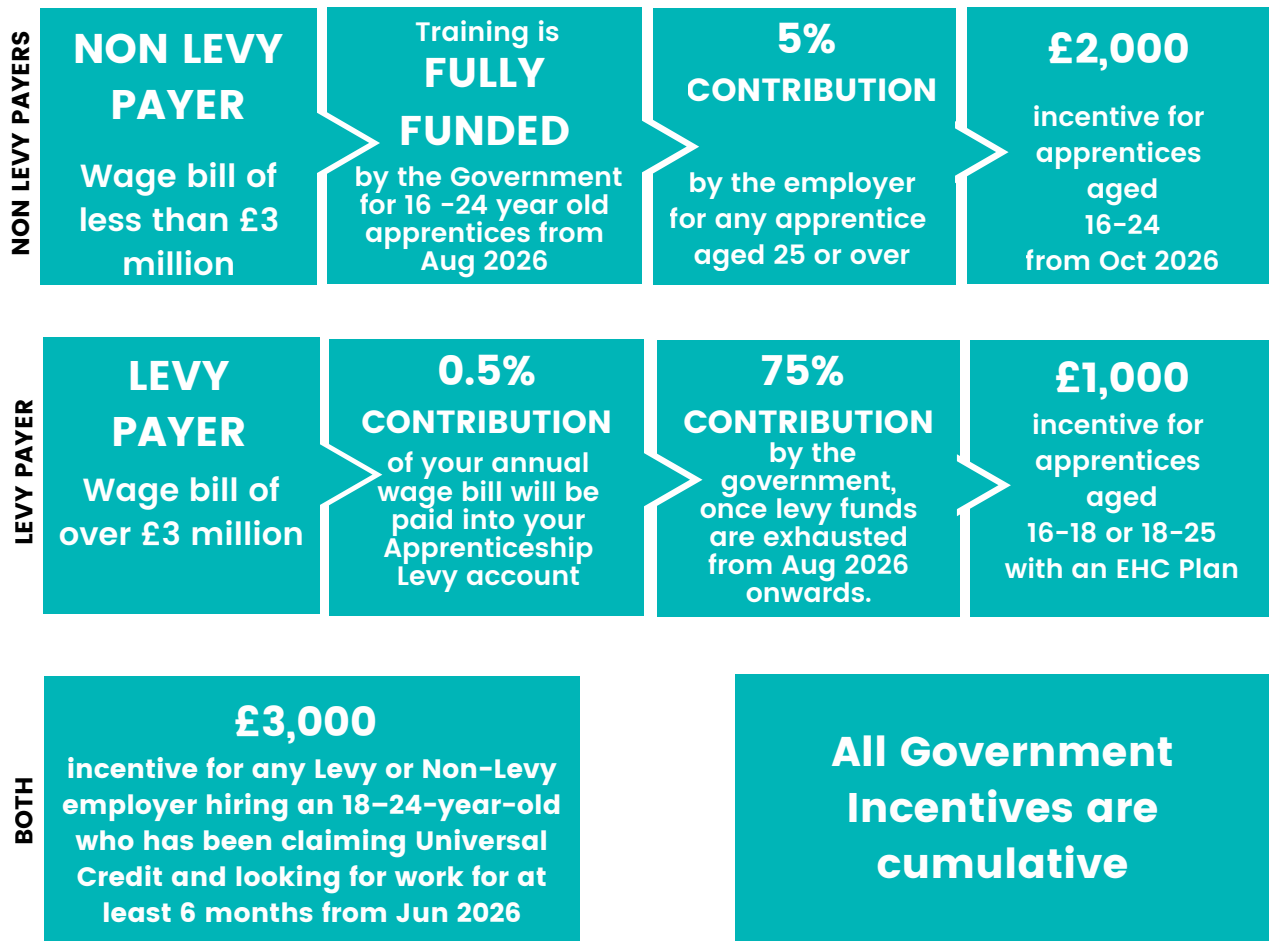 NON LEVY PAYERS
NON LEVY
PAYER
Wage bill of
less than £3
million
Training is
FULLY
FUNDED
by the Government
for 16 -24 year old
apprentices from
Aug 2026
5%
CONTRIBUTION
by the employer
for any apprentice
aged 25 or over
£2,000
incentive for
apprentices
aged
16-24
from Oct 2026
LEVY PAYER
LEVY
PAYER
Wage bill of
over £3 million
0.5%
CONTRIBUTION
of your annual
wage bill will be
paid into your
Apprenticeship
Levy account
75%
CONTRIBUTION
by the
government,
once levy funds
are exhausted
from Aug 2026
onwards.
£1,000
incentive for
apprentices
aged
16-18 or 18-25
with an EHC Plan
BOTH
£3,000
incentive for any Levy or Non-Levy
employer hiring an 18–24-year-old
who has been claiming Universal
Credit and looking for work for at
least 6 months from Jun 2026
All Government
Incentives are
cumulative